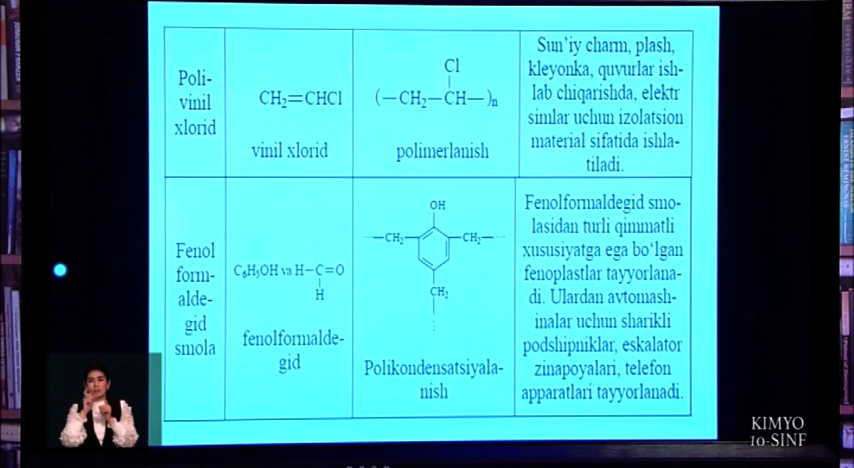 Poli-
vinil
xlorid
CH₂=CHCl
vinil xlorid
Cl
(—CH₂—CH—)n
polimerlanish
Sun'iy charm, plash,
kleyonka, quvurlar ish-
lab chiqarishda, elektr
simlar uchun izolatsion
material sifatida ishla-
tiladi.
Fenol
form-
alde-
gid
smola
C₆H₅OH va H—C=O
H
fenolformalde-
gid
OH
—CH₂— —CH₂—
CH₂
Polikondensatsiyala-
nish
Fenolformaldegid smo-
lasidan turli qimmatli
xususiyatga ega bo'lgan
fenoplastlar tayyorlana-
di. Ulardan avtomash-
inalar uchun sharikli
podshipniklar, eskalator
zinapoyalari, telefon
apparatlari tayyorlanadi.
KIMYO
10-SINF